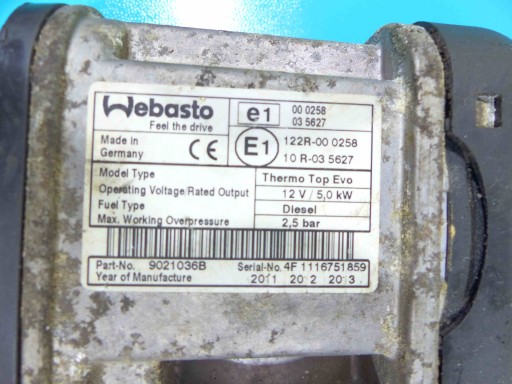 Webasto
Feel the drive
e1 00 0258
03 5627
Made in
Germany
CE
E1 122R-00 0258
10 R-03 5627
Model Type Thermo Top Evo
Operating Voltage/Rated Output 12 V / 5,0 kW
Fuel Type Diesel
Max. Working Overpressure 2,5 bar
Part-No. 9021036B Serial-No. 4F 1116751859
Year of Manufacture 2011 2012 2013